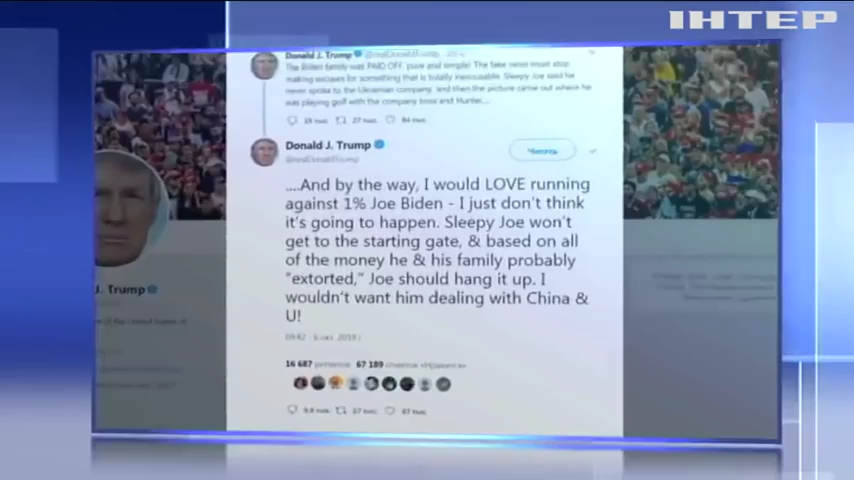 ІНТЕР
Donald J. Trump @realDonaldTrump
The Biden family was PAID OFF, pure and simple! The fake news must stop
making excuses for something that is totally inexcusable. Sleepy Joe said he
never spoke to the Ukrainian company, and then the picture came out where he
was playing golf with the company boss and Hunter....
Donald J. Trump
@realDonaldTrump
Читать
....And by the way, I would LOVE running
against 1% Joe Biden - I just don't think
it's going to happen. Sleepy Joe won't
get to the starting gate, & based on all
of the money he & his family probably
"extorted," Joe should hang it up. I
wouldn't want him dealing with China &
U!
16 687 67 189
J. Trump